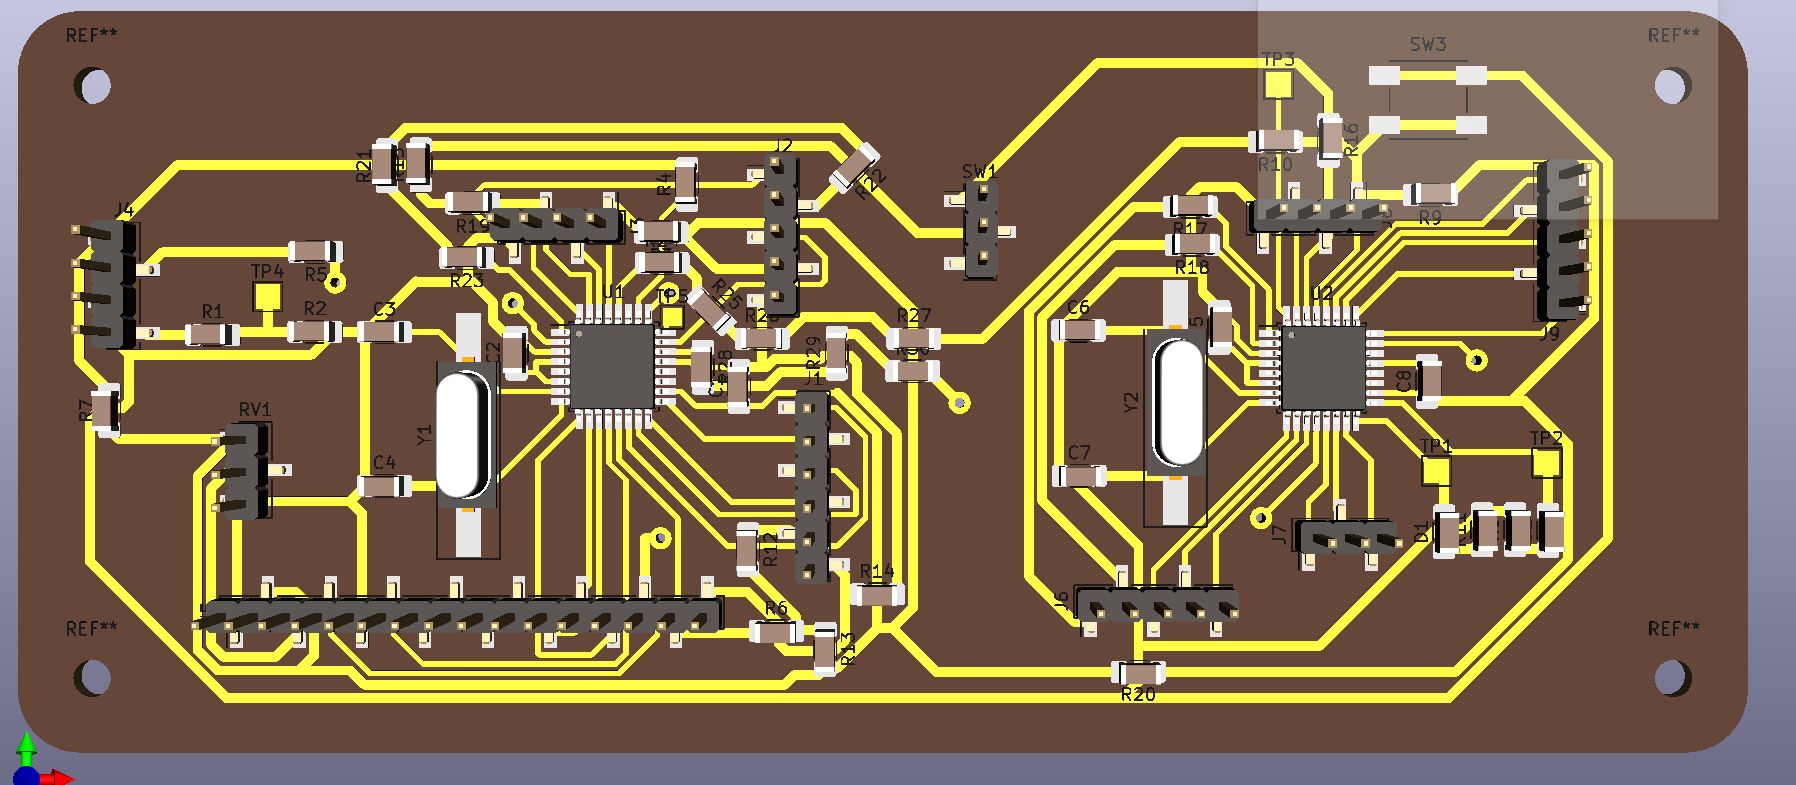 REF**
REF**
SW3
TP3
R16
R10
J2
R21
R4
R22
SW1
R9
J4
R19
R17
R5
TP4
R23
R18
R25
U1
TP5
U2
R1
R2
C3
C6
R27
J9
R29
C2
C8
J1
R7
RV1
Y1
Y2
TP1
TP2
C4
C7
D1
J7
R12
R14
J6
R6
R13
REF**
REF**
R20